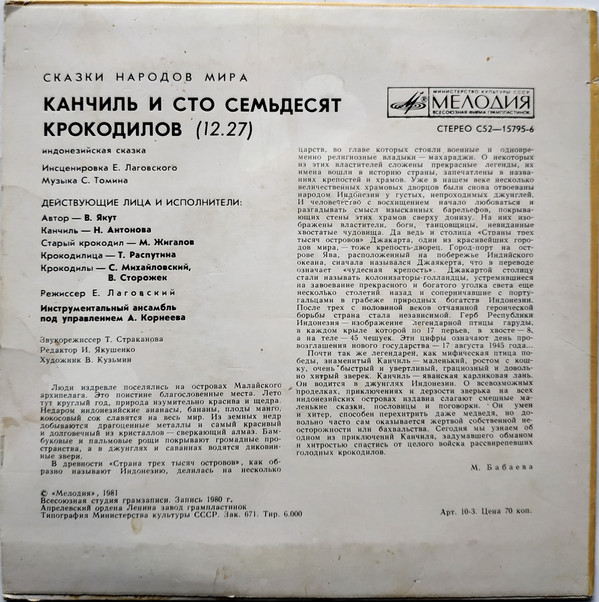 СКАЗКИ НАРОДОВ МИРА
КАНЧИЛЬ И СТО СЕМЬДЕСЯТ
КРОКОДИЛОВ (12.27)
индонезийская сказка
Инсценировка Е. Лаговского
Музыка С. Томина
ДЕЙСТВУЮЩИЕ ЛИЦА И ИСПОЛНИТЕЛИ:
Автор — В. Якут
Канчиль — Н. Антонова
Старый крокодил — М. Жигалов
Крокодилица — Т. Распутина
Крокодилы — С. Михайловский,
В. Сторожек
Режиссер Е. Лаговский
Инструментальный ансамбль
под управлением А. Корнеева
Звукорежиссер Т. Страканова
Редактор И. Якушенко
Художник В. Кузьмин
Люди издревле поселялись на островах Малайского
архипелага. Это поистине благословенные места. Лето
тут круглый год, природа изумительно красива и щедра.
Недаром индонезийские ананасы, бананы, плоды манго,
кокосовый сок славятся на весь мир. Из земных недр
добываются драгоценные металлы и самый красивый
и долговечный из кристаллов — сверкающий алмаз. Бам-
буковые и пальмовые рощи покрывают громадные про-
странства, а в джунглях и саваннах водятся диковин-
ные звери.
В древности «Страна трех тысяч островов», как об-
разно называют Индонезию, делилась на несколько
© «Мелодия», 1981
Всесоюзная студия грамзаписи. Запись 1980 г.
Апрелевский ордена Ленина завод грампластинок
Типография Министерства культуры СССР. Зак. 671. Тир. 6.000
МИНИСТЕРСТВО КУЛЬТУРЫ СССР
МЕЛОДИЯ
ВСЕСОЮЗНАЯ ФИРМА ГРАМПЛАСТИНОК
СТЕРЕО С52—15795-6
царств, во главе которых стояли военные и одновре-
менно религиозные владыки — махараджи. О некоторых
из этих властителей сложены прекрасные легенды, их
имена вошли в историю страны, запечатлены в назва-
ниях крепостей и храмов. Уже в нашем веке несколько
величественных храмовых дворцов были снова отвоеваны
народом Индонезии у густых, непроходимых джунглей.
И человечество с восхищением начало любоваться и
разгадывать смысл изысканных барельефов, покрываю-
щих стены этих храмов сверху донизу. На них изо-
бражены властители, боги, танцовщицы, невиданные
хвостатые чудовища. Да ведь и столица «Страны трех
тысяч островов» Джакарта, один из красивейших горо-
дов мира, — тоже крепость-дворец. Город-порт на остро-
ве Ява, расположенный на побережье Индийского
океана, сначала назывался Джакерта, что в переводе
означает «чудесная крепость». Джакартой столицу
стали называть колонизаторы-голландцы, устремившиеся
на завоевание прекрасного и богатого уголка света еще
несколько столетий назад и соперничавшие с порту-
гальцами в грабеже природных богатств Индонезии.
После трех с половиной веков отчаянной героической
борьбы страна стала независимой. Герб Республики
Индонезия — изображение легендарной птицы гаруды,
в каждом крыле которой по 17 перьев, в хвосте — 8,
а на теле — 45 чешуек. Эти цифры означают день про-
возглашения нового государства — 17 августа 1945 года...
Почти так же легендарен, как мифическая птица по-
беды, знаменитый Канчиль — маленький, ростом с кош-
ку, очень быстрый и увертливый, грациозный и доволь-
но хитрый зверек. Канчиль — яванская карликовая лань.
Он водится в джунглях Индонезии. О всевозможных
проделках, приключениях и дерзости зверька на всех
индонезийских островах издавна слагают смешные ма-
ленькие сказки, пословицы и поговорки. Он умен
и хитер, способен перехитрить даже медведя, но до-
вольно часто сам оказывается жертвой собственной не-
осторожности или бахвальства. Сегодня мы узнаем об
одном из приключений Канчиля, задумавшего обманом
и хитростью спастись от целого войска рассвирепевших
голодных крокодилов.
М. Бабаева
Арт. 10-3. Цена 70 коп.